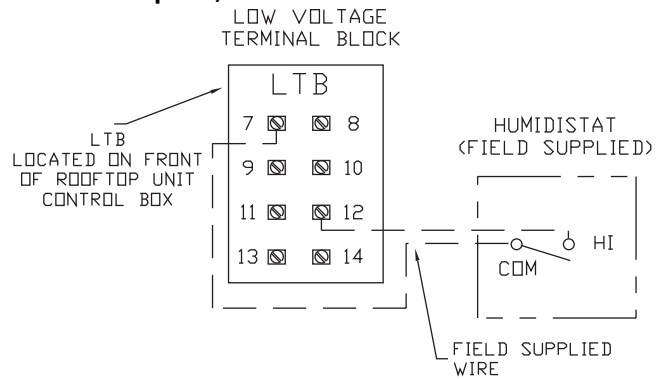 LOW VOLTAGE
TERMINAL BLOCK
LTB
7 8
9 10
11 12
13 14
LTB
LOCATED ON FRONT
OF ROOFTOP UNIT
CONTROL BOX
HUMIDISTAT
(FIELD SUPPLIED)
HI
COM
FIELD SUPPLIED
WIRE